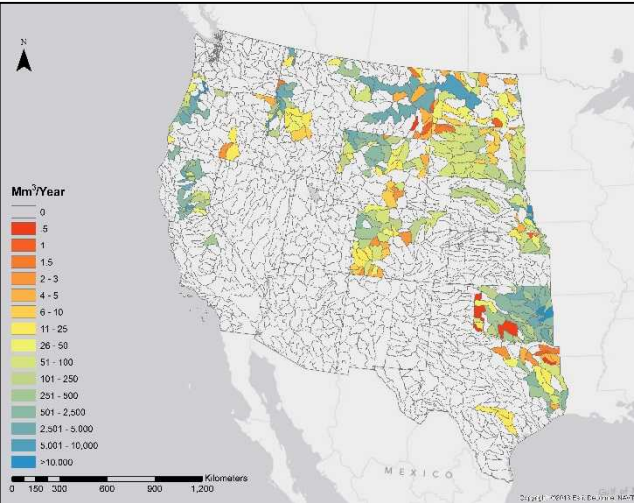 N
Mm³/Year
0
.5
1
1.5
2 - 3
4 - 5
6 - 10
11 - 25
26 - 50
51 - 100
101 - 250
251 - 500
501 - 2,500
2.501 - 5.000
5.001 - 10,000
>10.000
Kilometers
0 150 300 600 900 1,200
MEXICO
Esri,